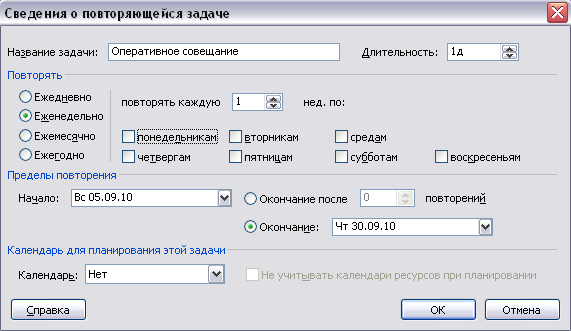 Сведения о повторяющейся задаче
Название задачи: Оперативное совещание Длительность: 1д
Повторять
Ежедневно
Еженедельно
Ежемесячно
Ежегодно
повторять каждую 1 нед. по:
понедельникам вторникам средам
четвергам пятницам субботам воскресеньям
Пределы повторения
Начало: Вс 05.09.10 Окончание после 0 повторений
Окончание: Чт 30.09.10
Календарь для планирования этой задачи
Календарь: Нет Не учитывать календари ресурсов при планировании
Справка OK Отмена